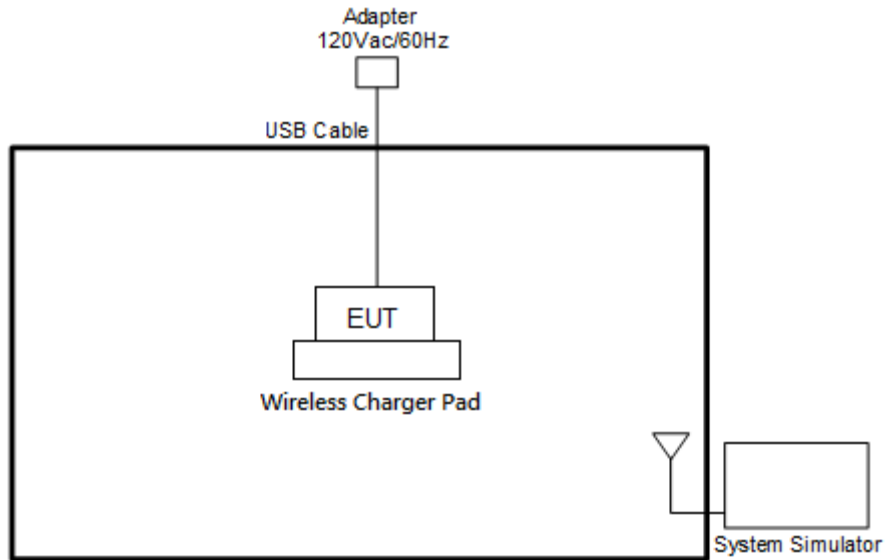 Adapter
120Vac/60Hz
USB Cable
EUT
Wireless Charger Pad
System Simulator